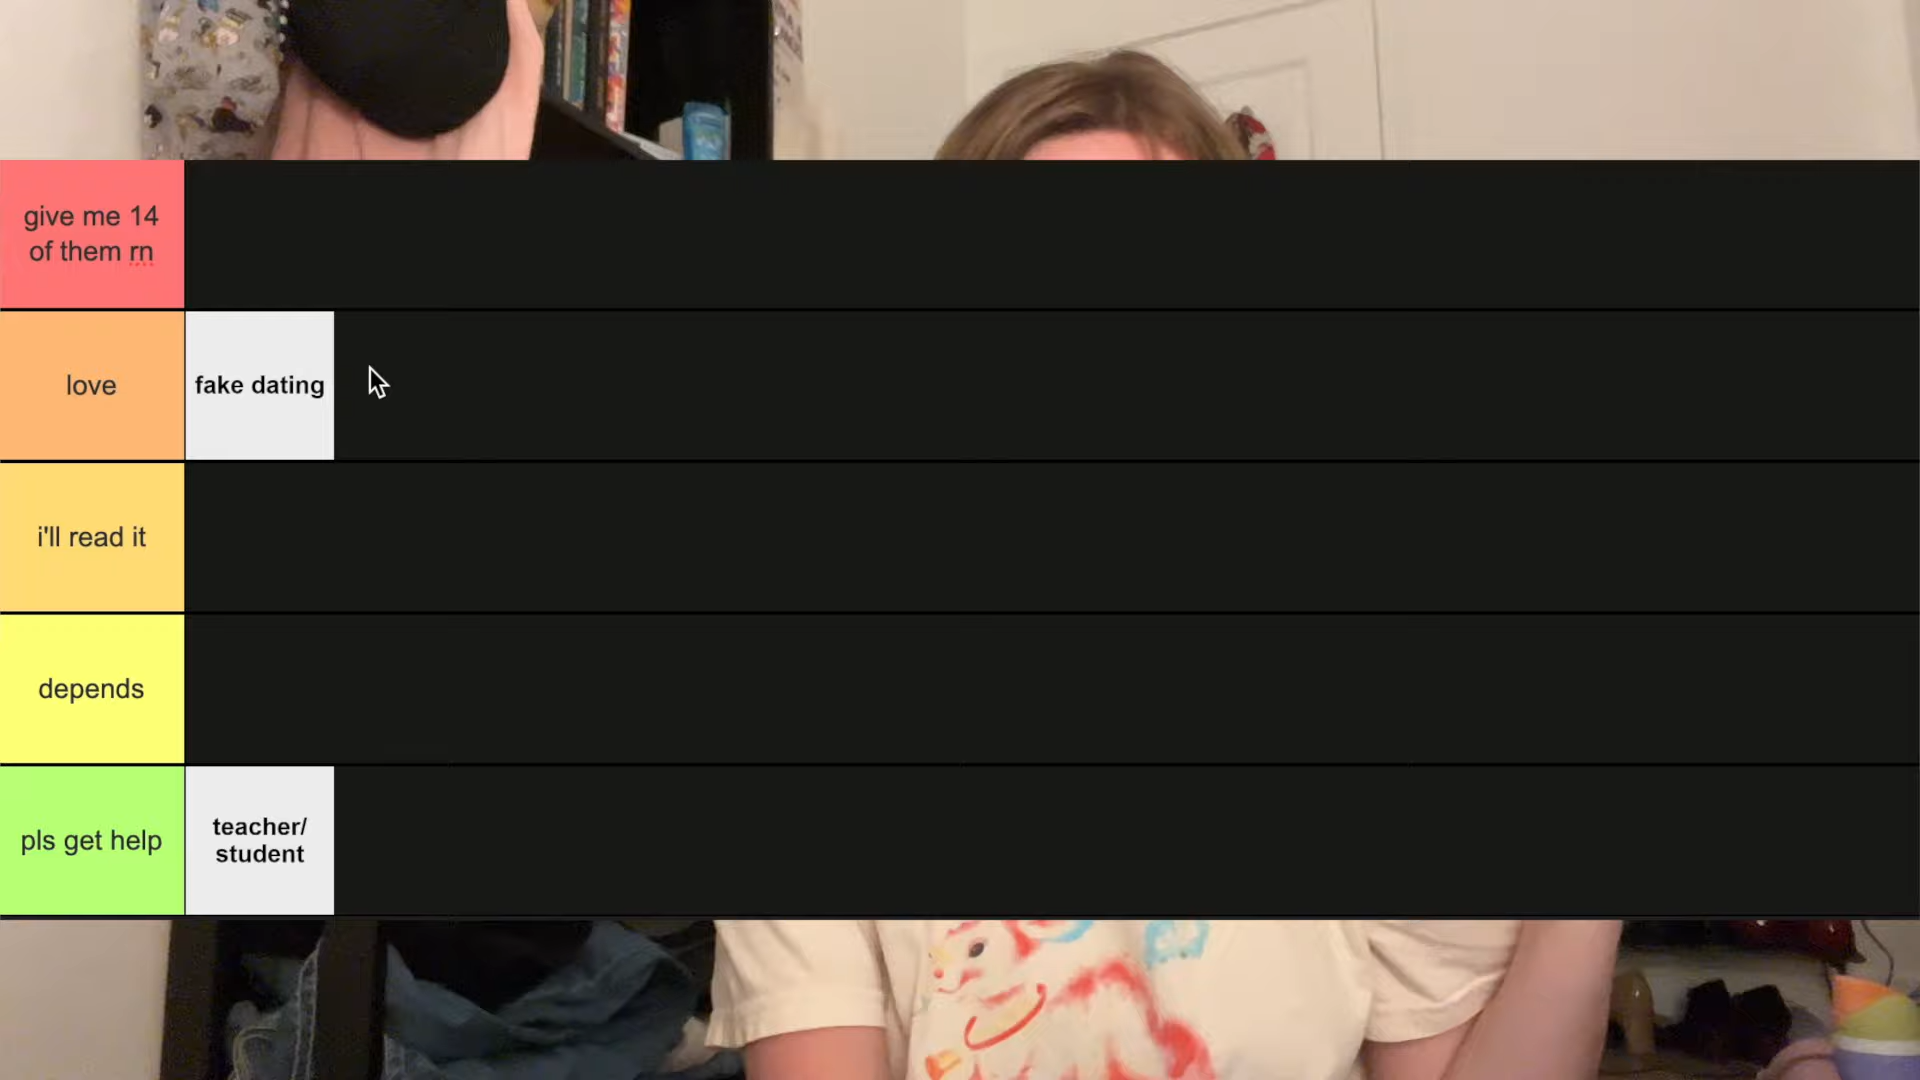 give me 14
of them rn
love
fake dating
i'll read it
depends
pls get help
teacher/
student